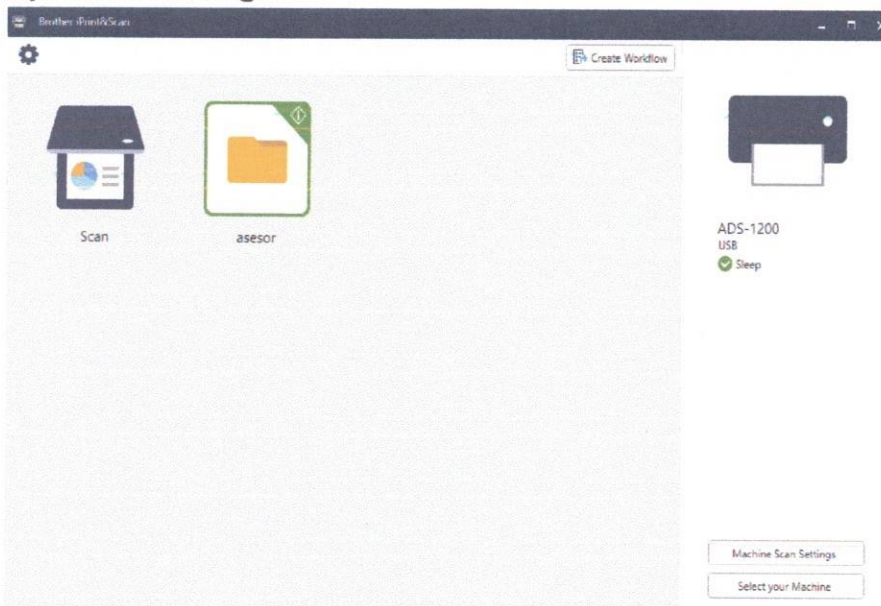 Brother iPrint&Scan
Create Workflow
Scan
asesor
ADS-1200
USB
Sleep
Machine Scan Settings
Select your Machine